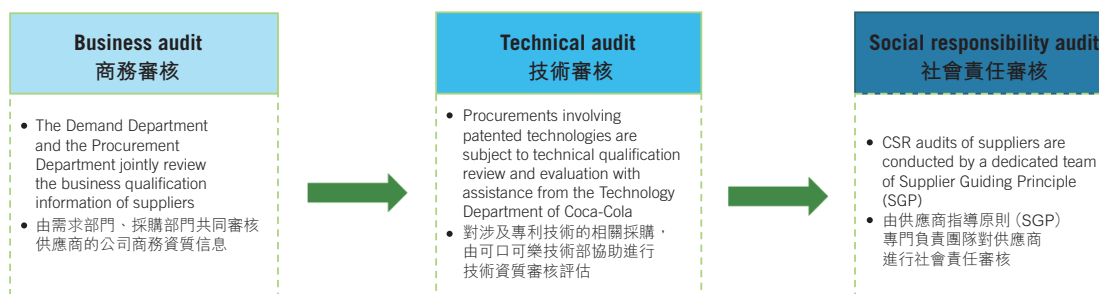 Business audit
商務審核
• The Demand Department
and the Procurement
Department jointly review
the business qualification
information of suppliers
• 由需求部門、採購部門共同審核
供應商的公司商務資質信息
Technical audit
技術審核
• Procurements involving
patented technologies are
subject to technical qualification
review and evaluation with
assistance from the Technology
Department of Coca-Cola
• 對涉及專利技術的相關採購，
由可口可樂技術部協助進行
技術資質審核評估
Social responsibility audit
社會責任審核
• CSR audits of suppliers are
conducted by a dedicated team
of Supplier Guiding Principle
(SGP)
• 由供應商指導原則（SGP）
專門負責團隊對供應商
進行社會責任審核